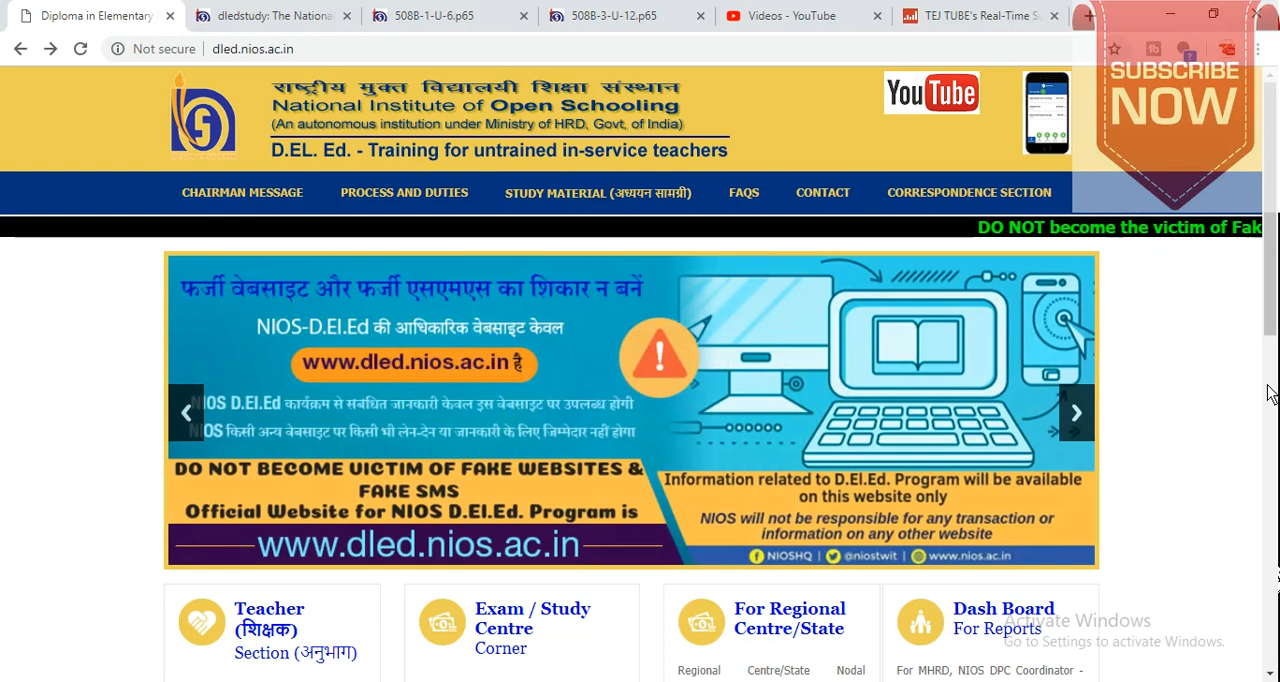 Diploma in Elementary
dledstudy: The Nationa
508B-1-U-6.p65
508B-3-U-12.p65
Videos - YouTube
TEJ TUBE's Real-Time Su
Not secure
dled.nios.ac.in
SUBSCRIBE
NOW
राष्ट्रीय मुक्त विद्यालयी शिक्षा संस्थान
National Institute of Open Schooling
(An autonomous institution under Ministry of HRD, Govt, of India)
D.EL. Ed. - Training for untrained in-service teachers
YouTube
CHAIRMAN MESSAGE
PROCESS AND DUTIES
STUDY MATERIAL (अध्ययन सामग्री)
FAQS
CONTACT
CORRESPONDENCE SECTION
DO NOT become the victim of Fak
फर्जी वेबसाइट और फर्जी एसएमएस का शिकार न बनें
NIOS-D.El.Ed की आधिकारिक वेबसाइट केवल
www.dled.nios.ac.in है
NIOS D.El.Ed कार्यक्रम से संबंधित जानकारी केवल इस वेबसाइट पर उपलब्ध होगी
NIOS किसी अन्य वेबसाइट पर किसी भी लेन-देन या जानकारी के लिए जिम्मेदार नहीं होगा
DO NOT BECOME VICTIM OF FAKE WEBSITES &
FAKE SMS
Official Website for NIOS D.El.Ed. Program is
www.dled.nios.ac.in
Information related to D.El.Ed. Program will be available
on this website only
NIOS will not be responsible for any transaction or
information on any other website
NIOSHQ | @niostwit | www.nios.ac.in
Teacher
(शिक्षक)
Section (अनुभाग)
Exam / Study
Centre
Corner
For Regional
Centre/State
Regional Centre/State Nodal
Dash Board
For Reports
For MHRD, NIOS DPC Coordinator -
Activate Windows
Go to Settings to activate Windows.